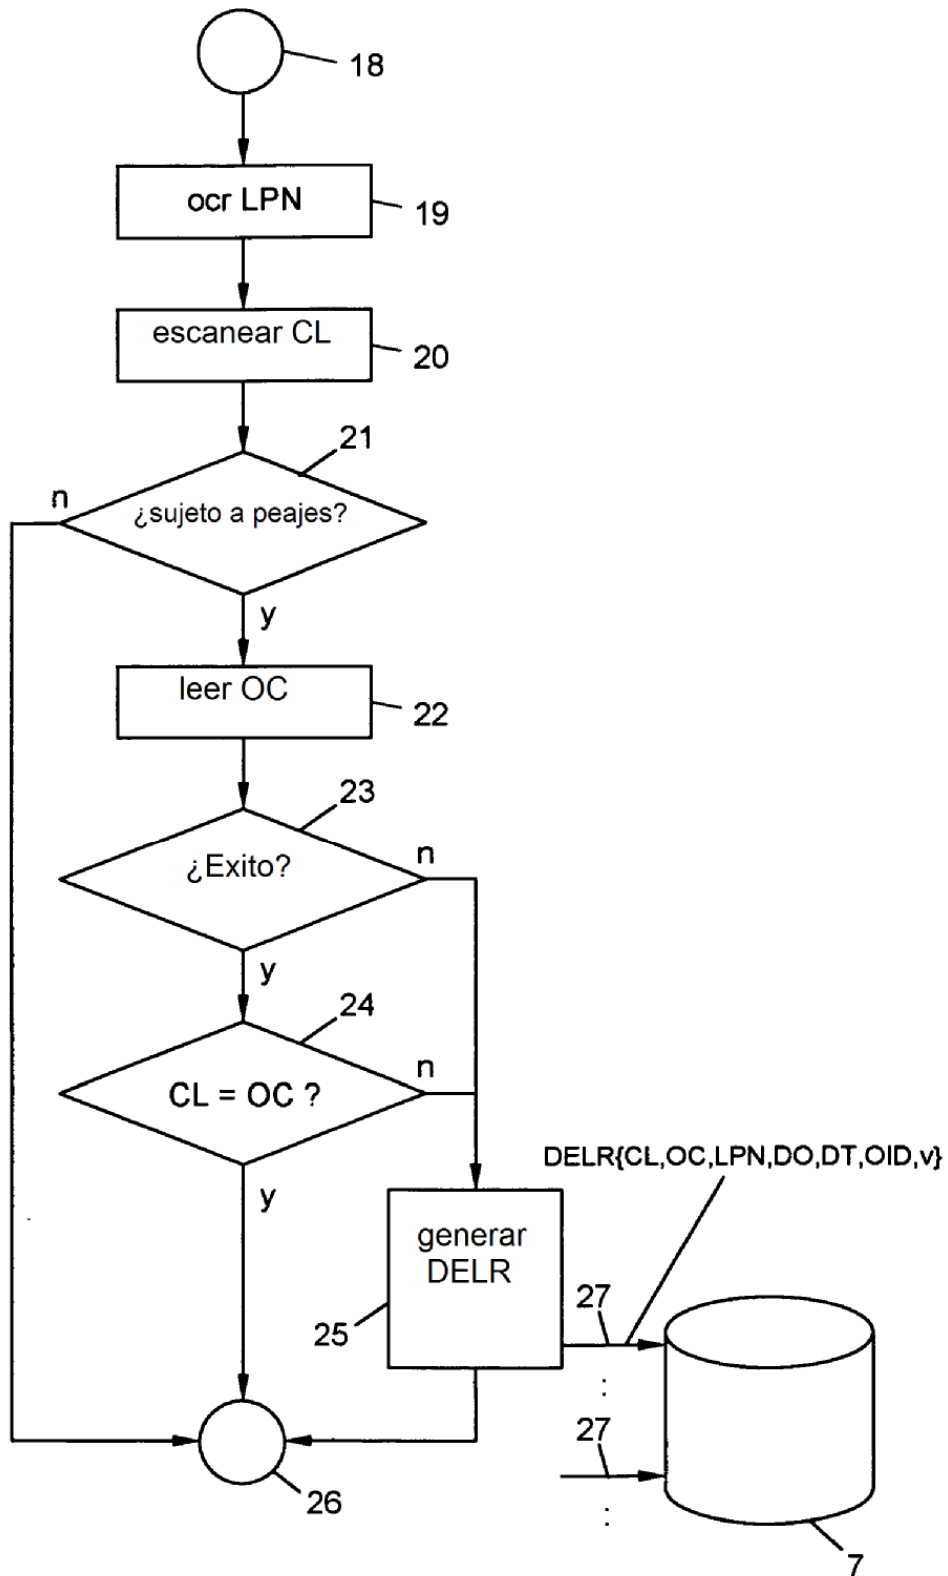 18
ocr LPN
19
escanear CL
20
21
n
¿sujeto a peajes?
y
leer OC
22
23
n
¿Exito?
y
24
n
CL = OC ?
DELR{CL,OC,LPN,DO,DT,OID,v}
y
generar
DELR
27
25
27
26
7